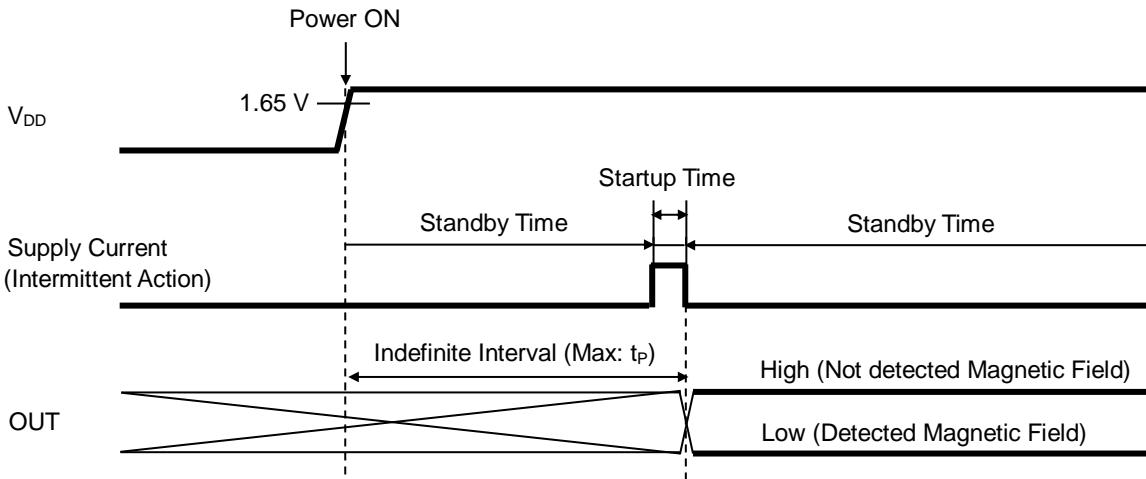 Power ON
1.65 V
VDD
Startup Time
Standby Time
Standby Time
Supply Current
(Intermittent Action)
Indefinite Interval (Max: tP)
High (Not detected Magnetic Field)
OUT
Low (Detected Magnetic Field)